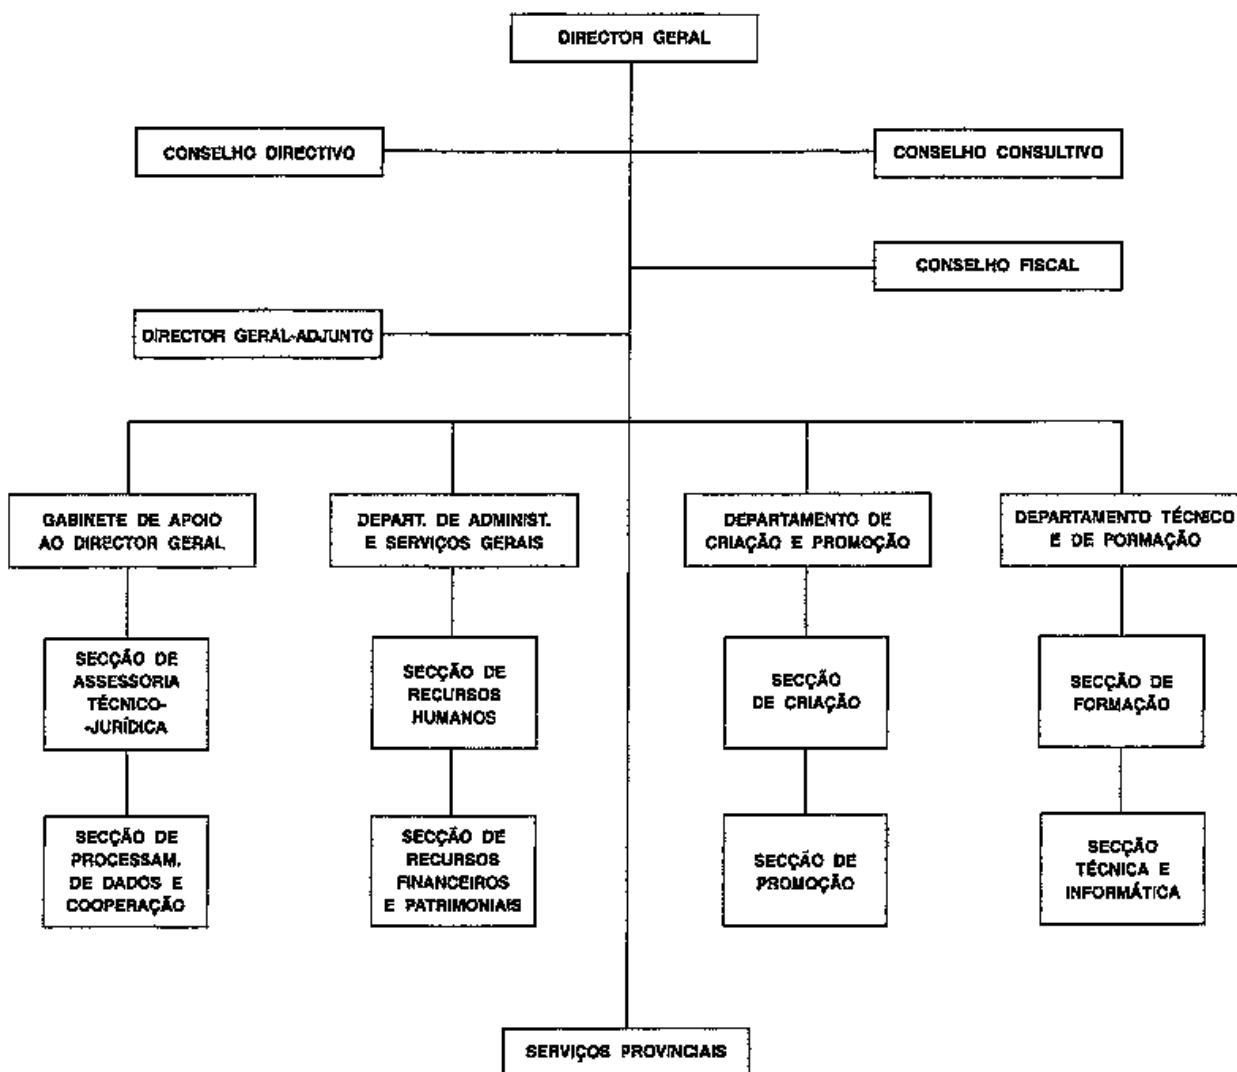 DIRECTOR GERAL
CONSELHO DIRECTIVO
CONSELHO CONSULTIVO
CONSELHO FISCAL
DIRECTOR GERAL-ADJUNTO
GABINETE DE APOIO
AO DIRECTOR GERAL
DEPART. DE ADMINIST.
E SERVIÇOS GERAIS
DEPARTAMENTO DE
CRIAÇÃO E PROMOÇÃO
DEPARTAMENTO TÉCNICO
E DE FORMAÇÃO
SECÇÃO DE
ASSESSORIA
TÉCNICO-
-JURÍDICA
SECÇÃO DE
RECURSOS
HUMANOS
SECÇÃO
DE CRIAÇÃO
SECÇÃO DE
FORMAÇÃO
SECÇÃO DE
PROCESSAM.
DE DADOS E
COOPERAÇÃO
SECÇÃO DE
RECURSOS
FINANCEIROS
E PATRIMONIAIS
SECÇÃO DE
PROMOÇÃO
SECÇÃO
TÉCNICA E
INFORMÁTICA
SERVIÇOS PROVINCIAIS